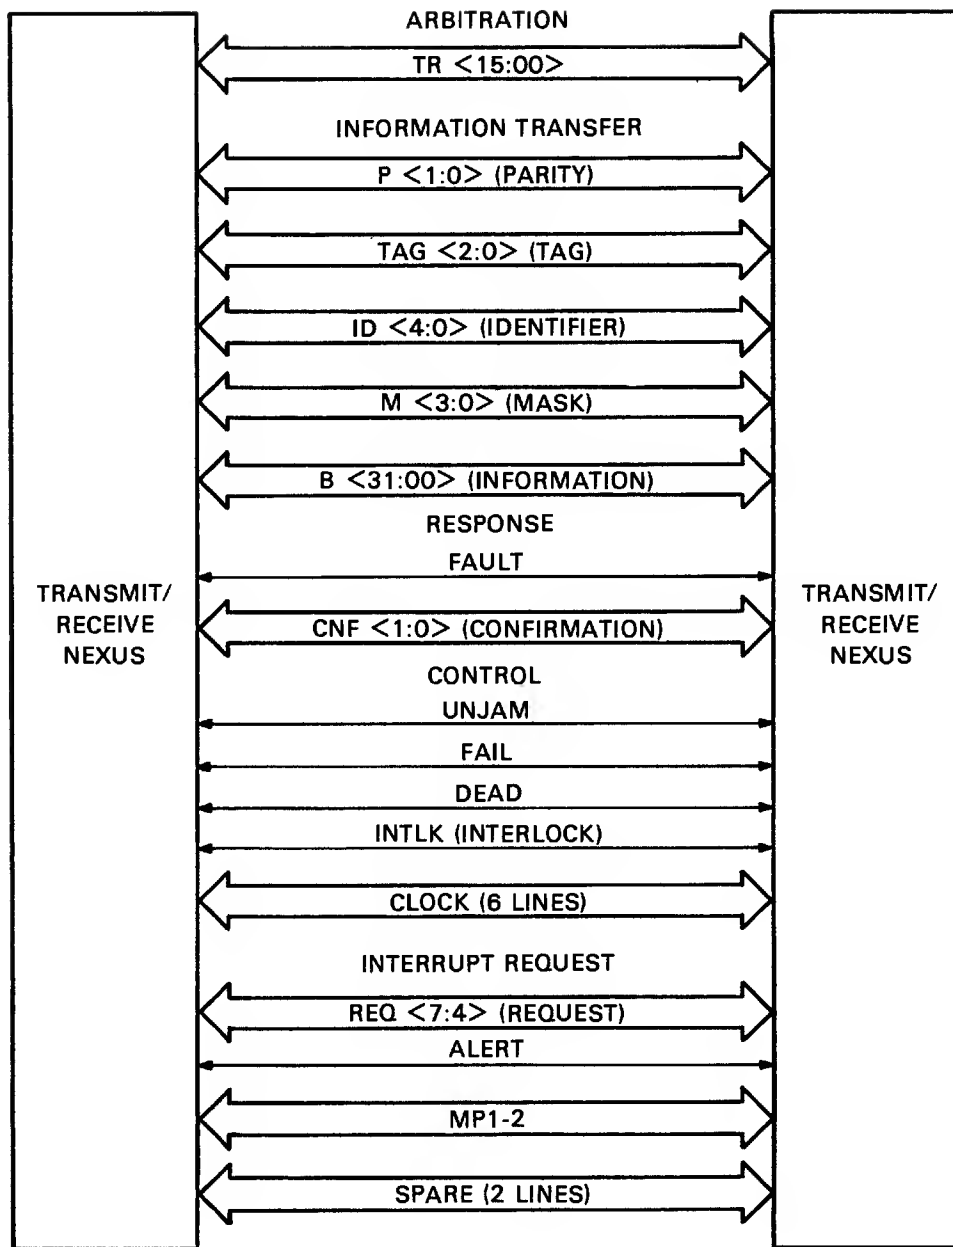 ARBITRATION
TR <15:00>
INFORMATION TRANSFER
P <1:0> (PARITY)
TAG <2:0> (TAG)
ID <4:0> (IDENTIFIER)
M <3:0> (MASK)
B <31:00> (INFORMATION)
RESPONSE
FAULT
TRANSMIT/
RECEIVE
NEXUS
TRANSMIT/
RECEIVE
NEXUS
CNF <1:0> (CONFIRMATION)
CONTROL
UNJAM
FAIL
DEAD
INTLK (INTERLOCK)
CLOCK (6 LINES)
INTERRUPT REQUEST
REQ <7:4> (REQUEST)
ALERT
MP1-2
SPARE (2 LINES)